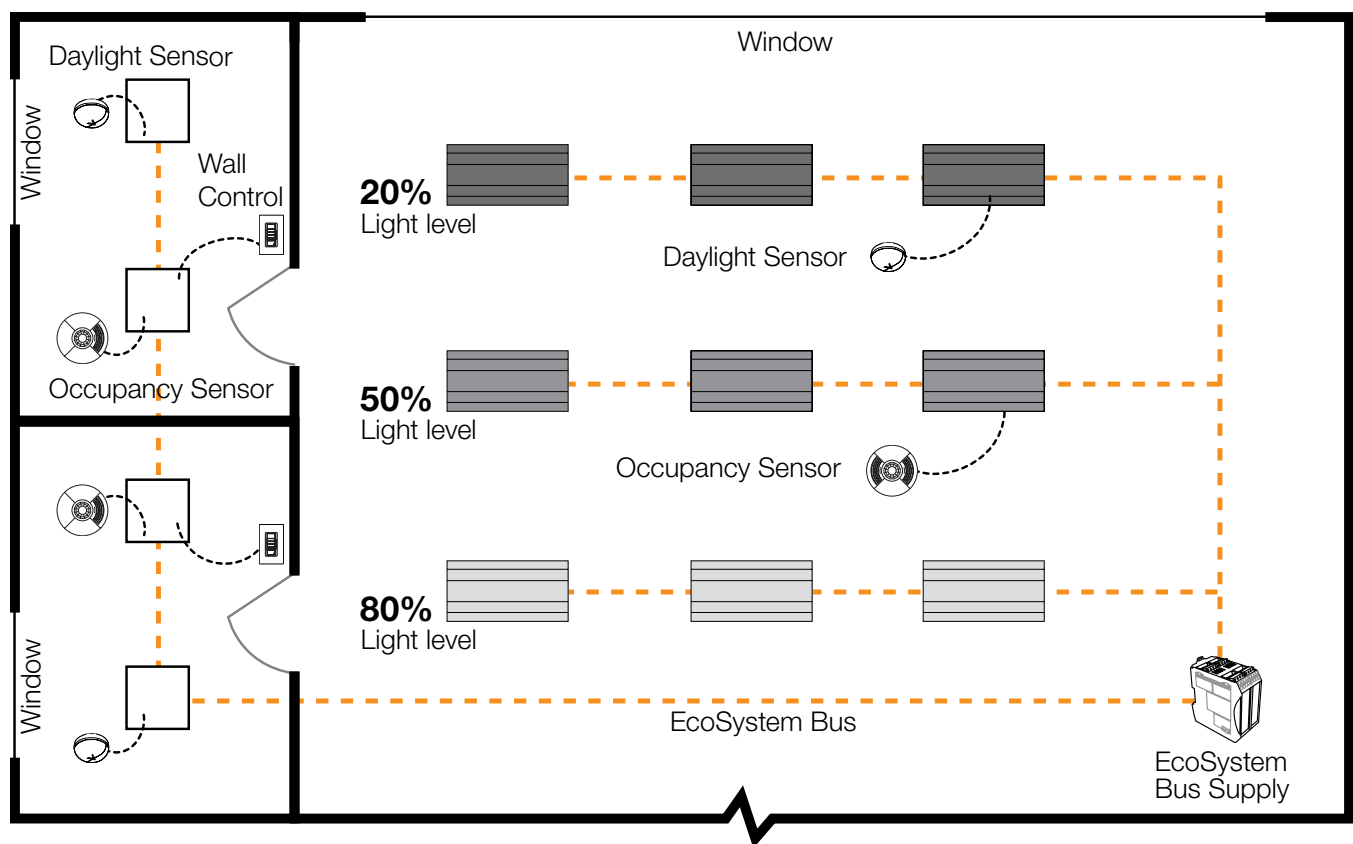 Daylight Sensor
Window
Wall
Control
Occupancy Sensor
Window
Window
20%
Light level
Daylight Sensor
50%
Light level
Occupancy Sensor
80%
Light level
EcoSystem Bus
EcoSystem
Bus Supply